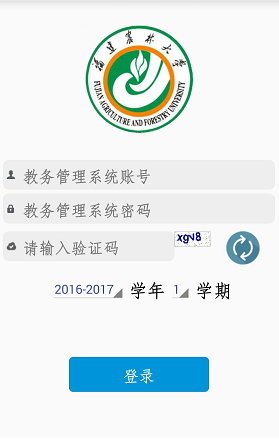 福建农林大学
FUJIAN AGRICULTURE AND FORESTRY UNIVERSITY
教务管理系统账号
教务管理系统密码
请输入验证码 xgv8
2016-2017 学年 1 学期
登录